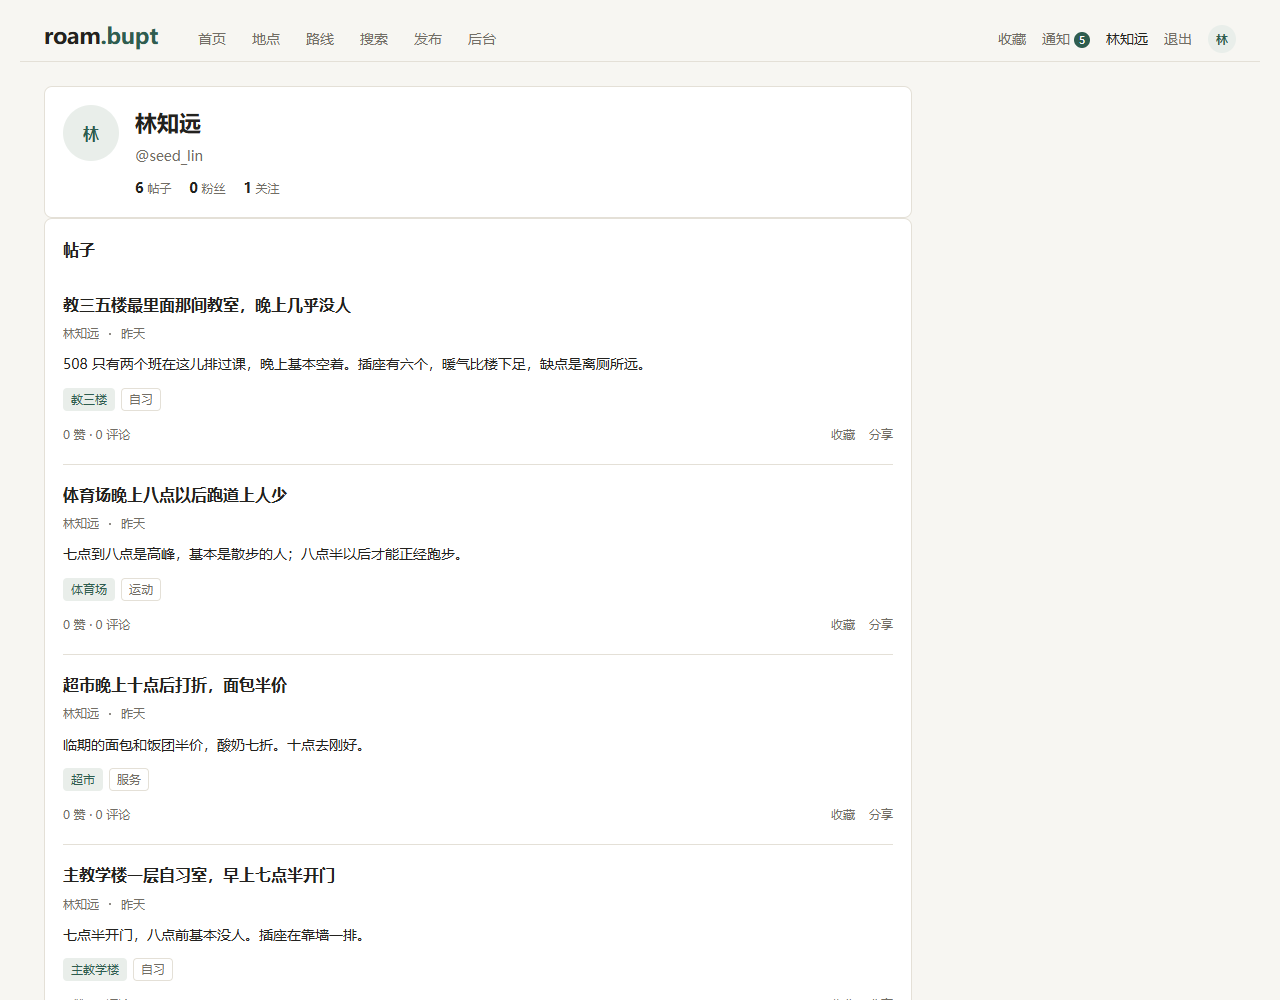 roam.bupt 首页 地点 路线 搜索 发布 后台 收藏 通知 5 林知远 退出 林
林
林知远
@seed_lin
6 帖子 0 粉丝 1 关注
帖子
教三五楼最里面那间教室，晚上几乎没人
林知远 · 昨天
508 只有两个班在这儿排过课，晚上基本空着。插座有六个，暖气比楼下足，缺点是离厕所远。
教三楼 自习
0 赞 · 0 评论 收藏 分享
体育场晚上八点以后跑道上人少
林知远 · 昨天
七点到八点是高峰，基本是散步的人；八点半以后才能正经跑步。
体育场 运动
0 赞 · 0 评论 收藏 分享
超市晚上十点后打折，面包半价
林知远 · 昨天
临期的面包和饭团半价，酸奶七折。十点去刚好。
超市 服务
0 赞 · 0 评论 收藏 分享
主教学楼一层自习室，早上七点半开门
林知远 · 昨天
七点半开门，八点前基本没人。插座在靠墙一排。
主教学楼 自习